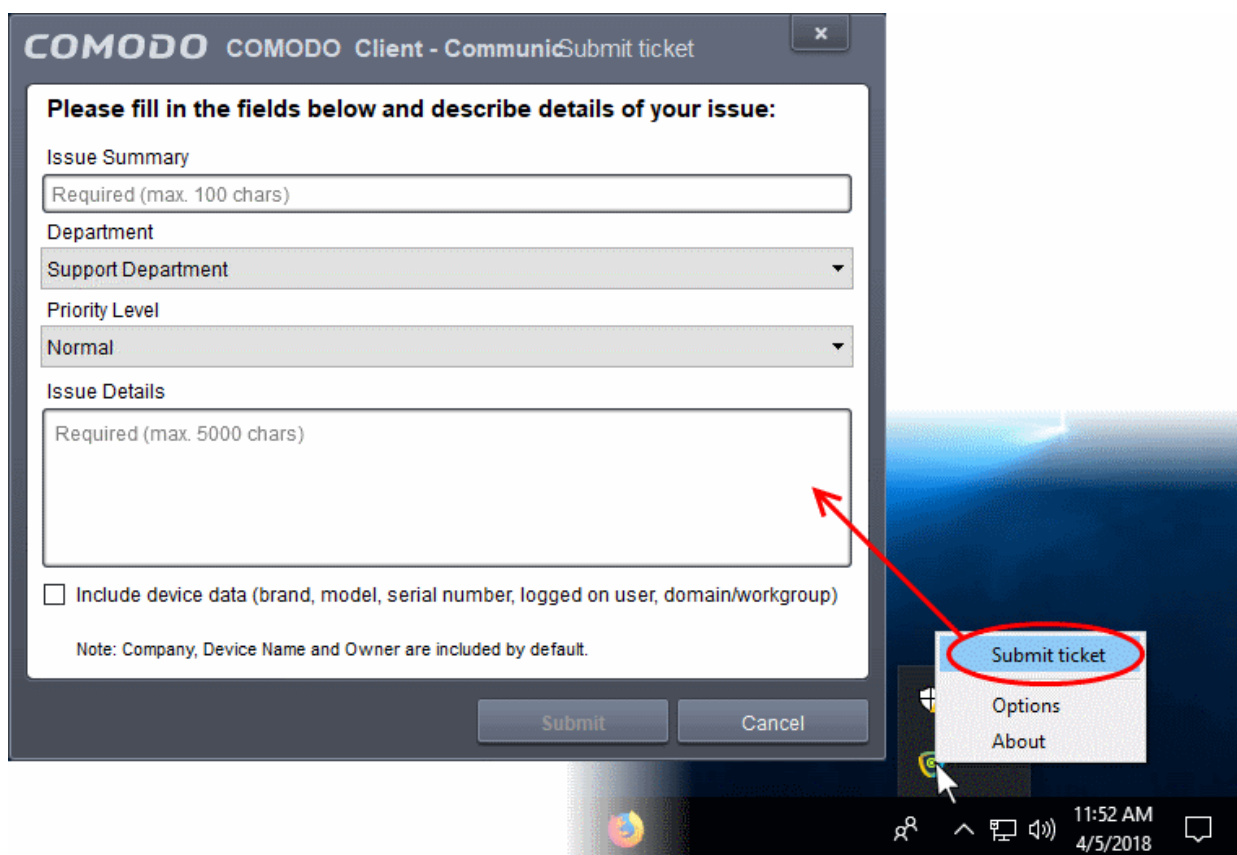 COMODO COMODO Client - CommunicSubmit ticket
x
Please fill in the fields below and describe details of your issue:
Issue Summary
Required (max. 100 chars)
Department
Support Department
Priority Level
Normal
Issue Details
Required (max. 5000 chars)
Include device data (brand, model, serial number, logged on user, domain/workgroup)
Note: Company, Device Name and Owner are included by default.
Submit
Cancel
Submit ticket
Options
About
11:52 AM
4/5/2018